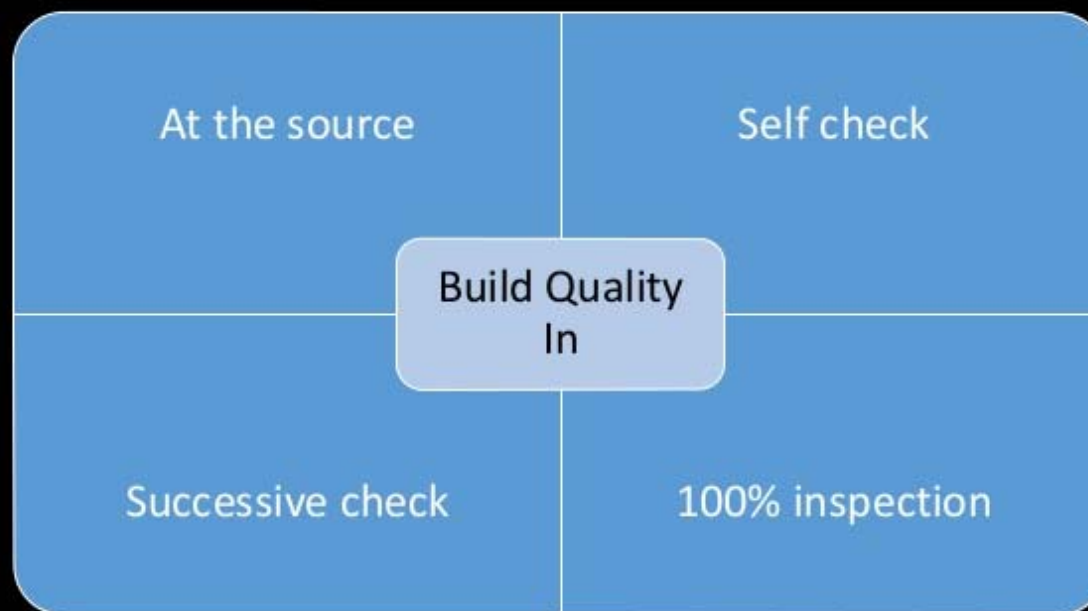 At the source
Self check
Build Quality
In
Successive check
100% inspection